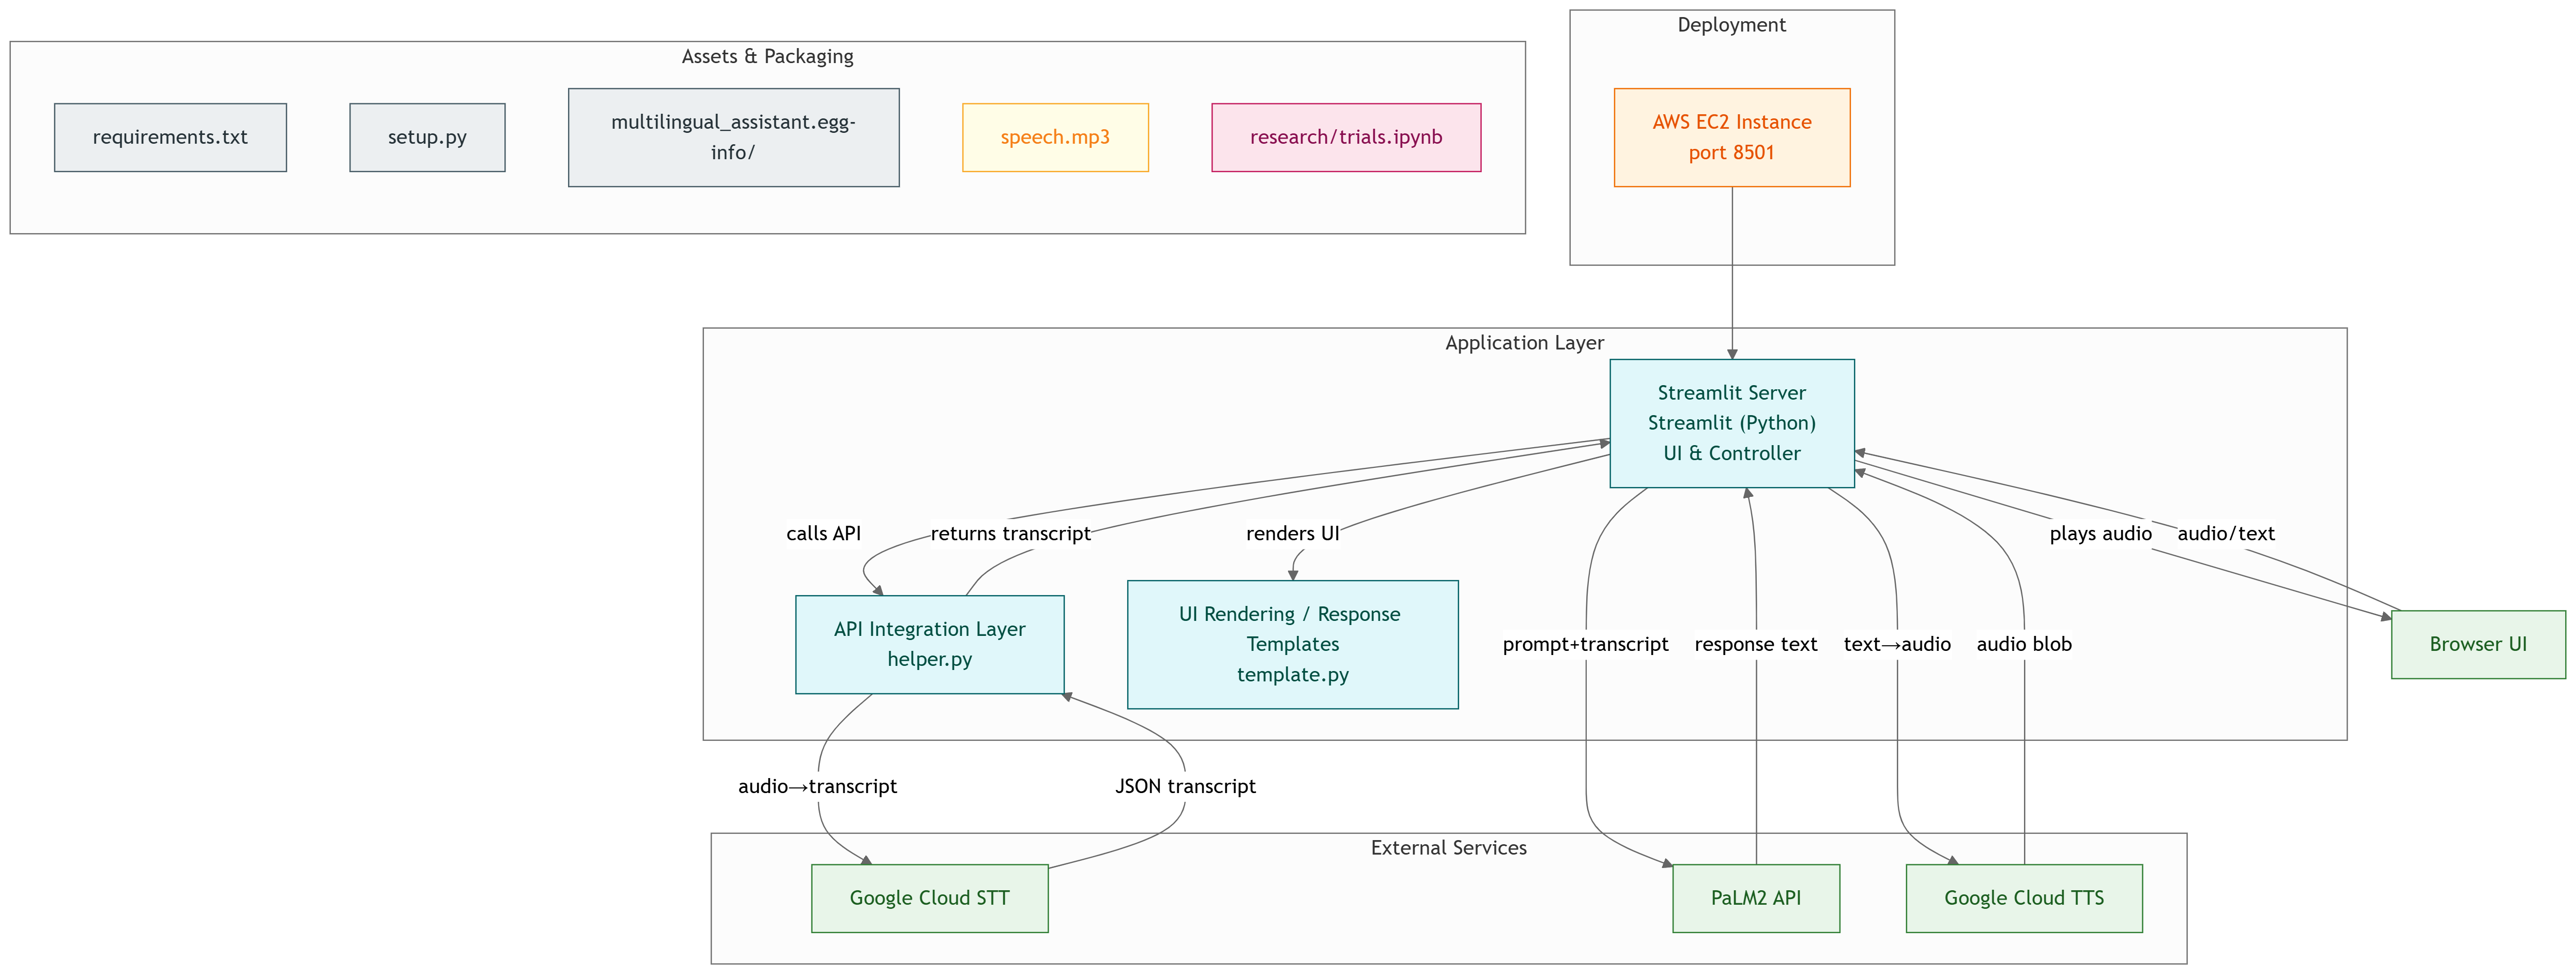 Deployment
Assets & Packaging
requirements.txt
setup.py
multilingual_assistant.egg-
info/
speech.mp3
research/trials.ipynb
AWS EC2 Instance
port 8501
Application Layer
Streamlit Server
Streamlit (Python)
UI & Controller
calls API
returns transcript
renders UI
plays audio
audio/text
API Integration Layer
helper.py
UI Rendering / Response
Templates
template.py
prompt+transcript
response text
text→audio
audio blob
Browser UI
audio→transcript
JSON transcript
External Services
Google Cloud STT
PaLM2 API
Google Cloud TTS